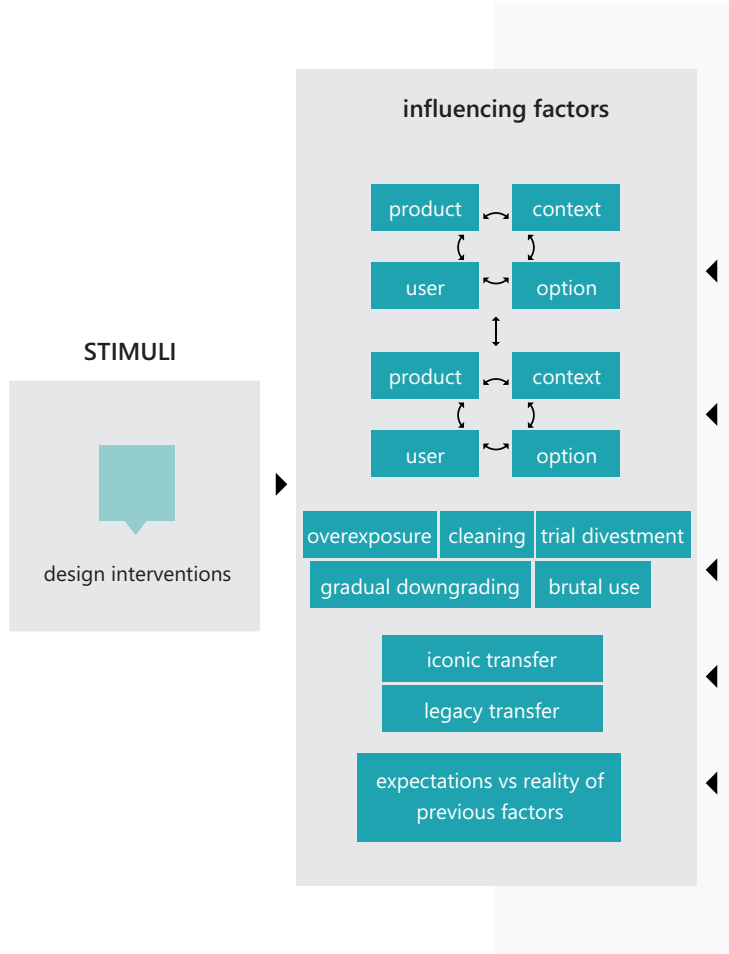 influencing factors
product
context
user
option
STIMULI
product
context
user
option
design interventions
overexposure
cleaning
trial divestment
gradual downgrading
brutal use
iconic transfer
legacy transfer
expectations vs reality of
previous factors